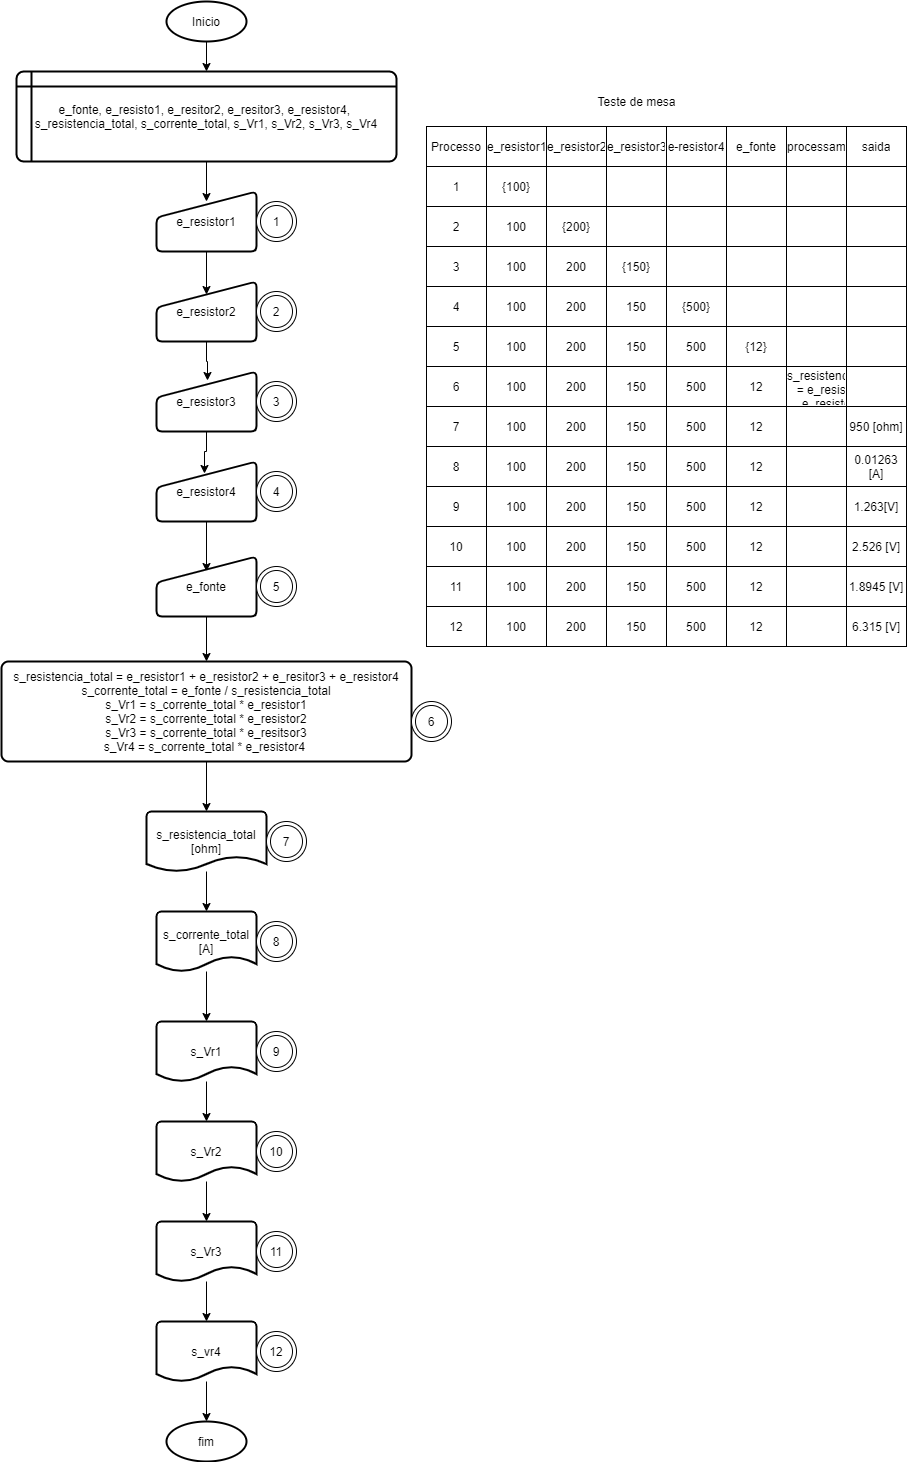 Inicio
e_fonte, e_resisto1, e_resitor2, e_resitor3, e_resistor4,
s_resistencia_total, s_corrente_total, s_Vr1, s_Vr2, s_Vr3, s_Vr4
e_resistor1
1
e_resistor2
2
e_resistor3
3
e_resistor4
4
e_fonte
5
s_resistencia_total = e_resistor1 + e_resistor2 + e_resitor3 + e_resistor4
s_corrente_total = e_fonte / s_resistencia_total
s_Vr1 = s_corrente_total * e_resistor1
s_Vr2 = s_corrente_total * e_resistor2
s_Vr3 = s_corrente_total * e_resitsor3
s_Vr4 = s_corrente_total * e_resistor4
6
s_resistencia_total
[ohm]
7
s_corrente_total
[A]
8
s_Vr1
9
s_Vr2
10
s_Vr3
11
s_vr4
12
fim
Teste de mesa
Processo e_resistor1 e_resistor2 e_resistor3 e-resistor4 e_fonte processam saida
1 {100}
2 100 {200}
3 100 200 {150}
4 100 200 150 {500}
5 100 200 150 500 {12}
6 100 200 150 500 12 s_resistenc
= e_resis
e_resist
7 100 200 150 500 12 950 [ohm]
8 100 200 150 500 12 0.01263
[A]
9 100 200 150 500 12 1.263[V]
10 100 200 150 500 12 2.526 [V]
11 100 200 150 500 12 1.8945 [V]
12 100 200 150 500 12 6.315 [V]